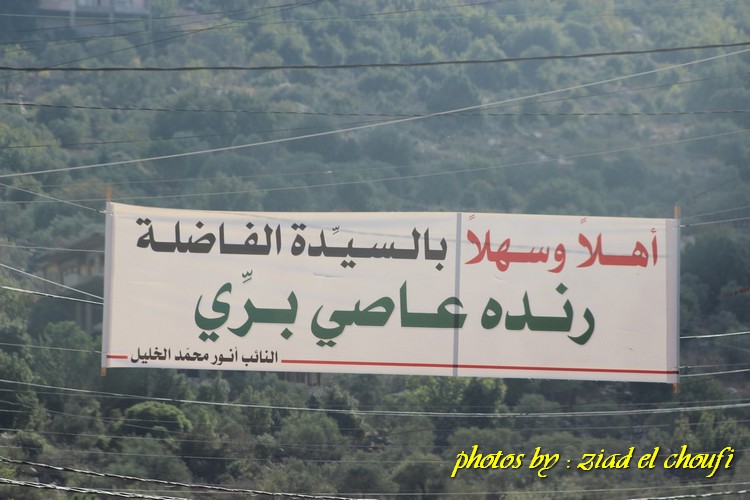 أهلاً وسهلاً بالسيِّدة الفاضلة
رنده عاصي برِّي
النائب أنور محمّد الخليل
photos by : ziad el choufi